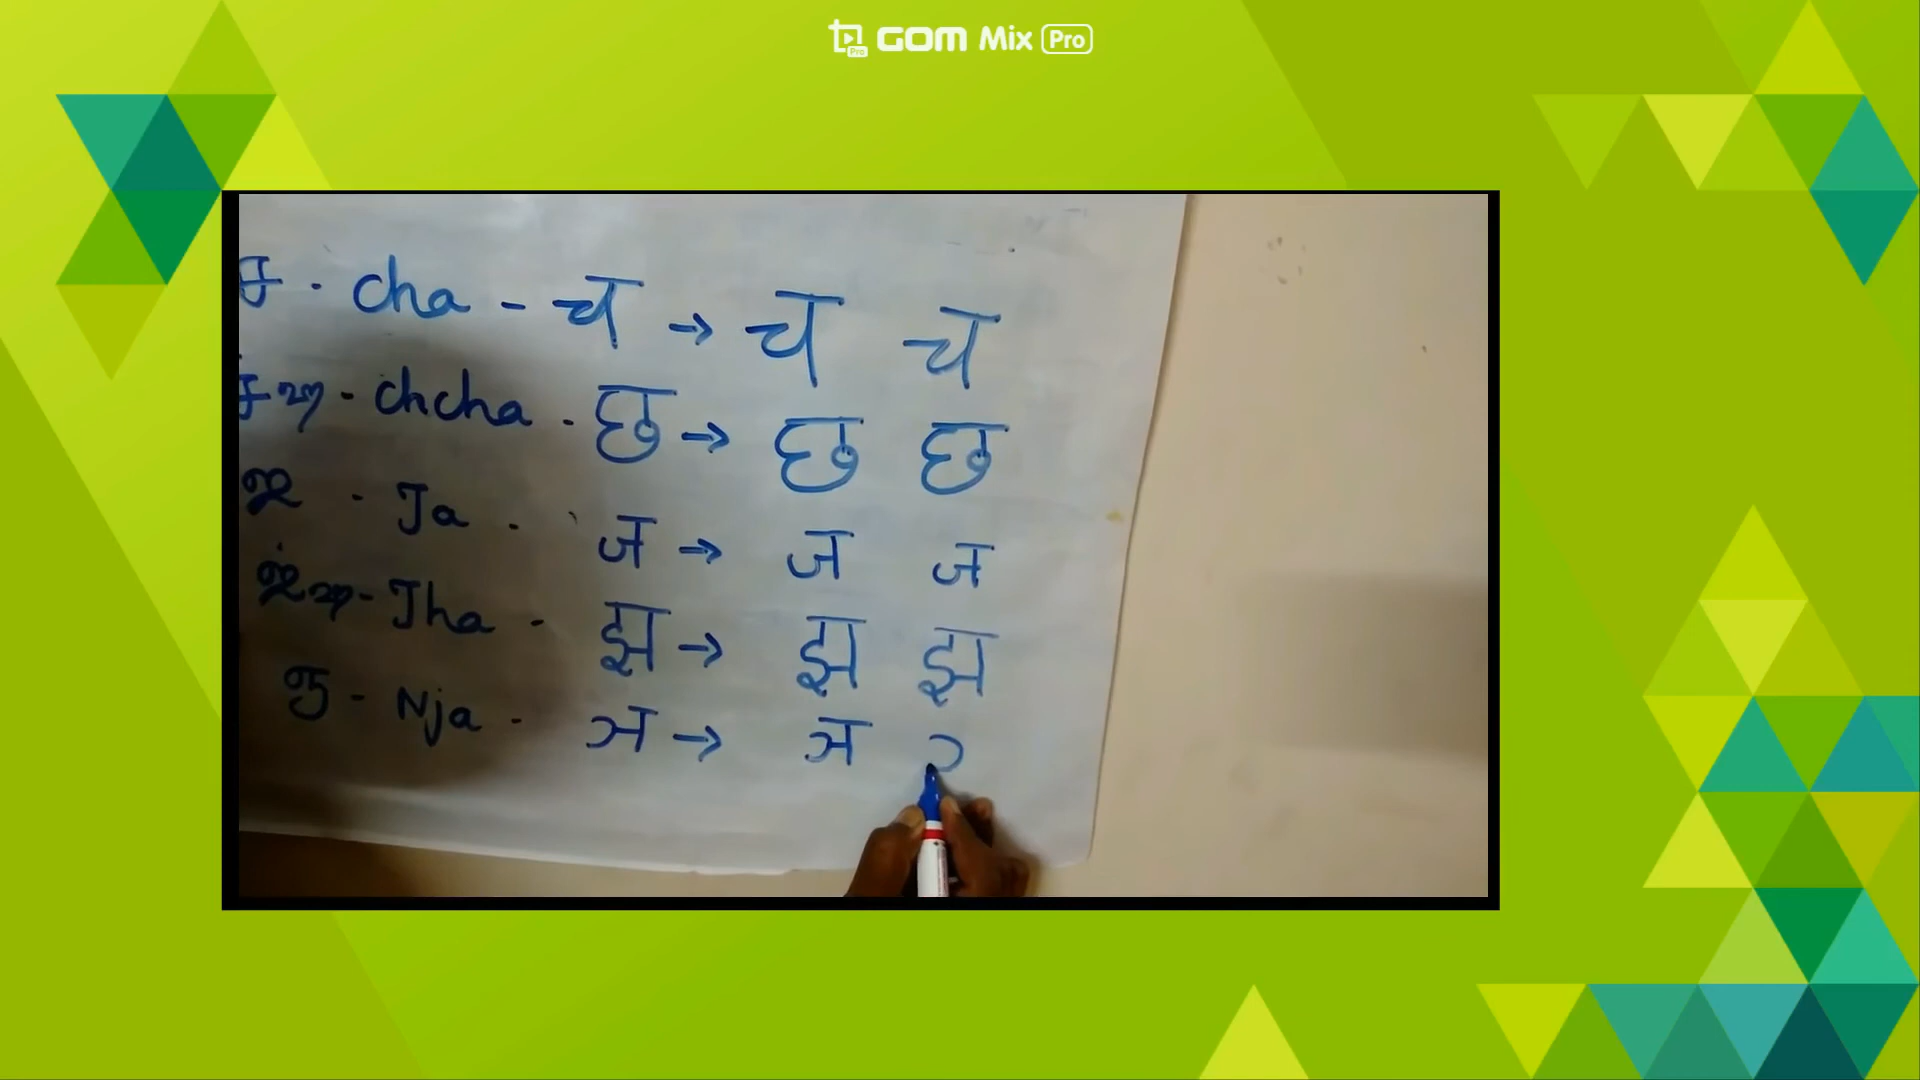 GOM Mix Pro
ச · cha - च → च च
ச்ஹ - chcha - छ → छ छ
ஜ - Ja - ज → ज ज
ஜ்ஹ - Jha - झ → झ झ
ஞ - Nja - ञ → ञ